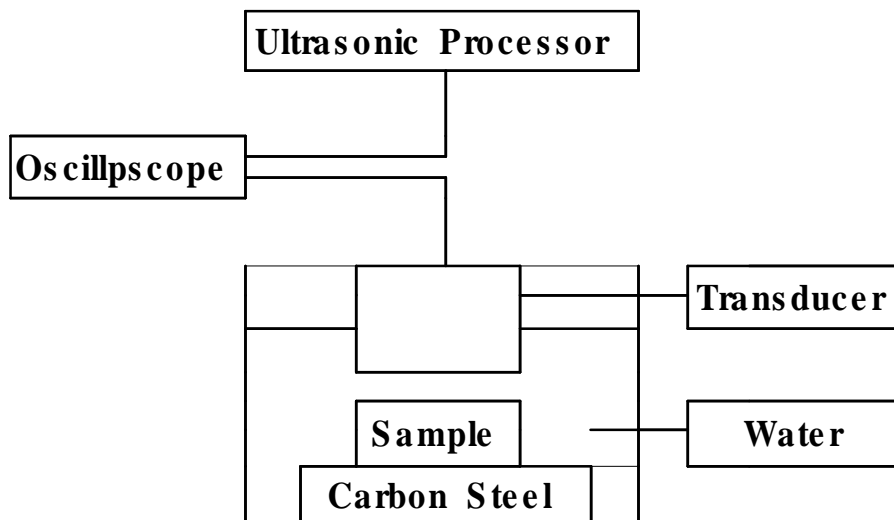 Ultrasonic Processor
Oscillpscope
Transducer
Sample
Water
Carbon Steel